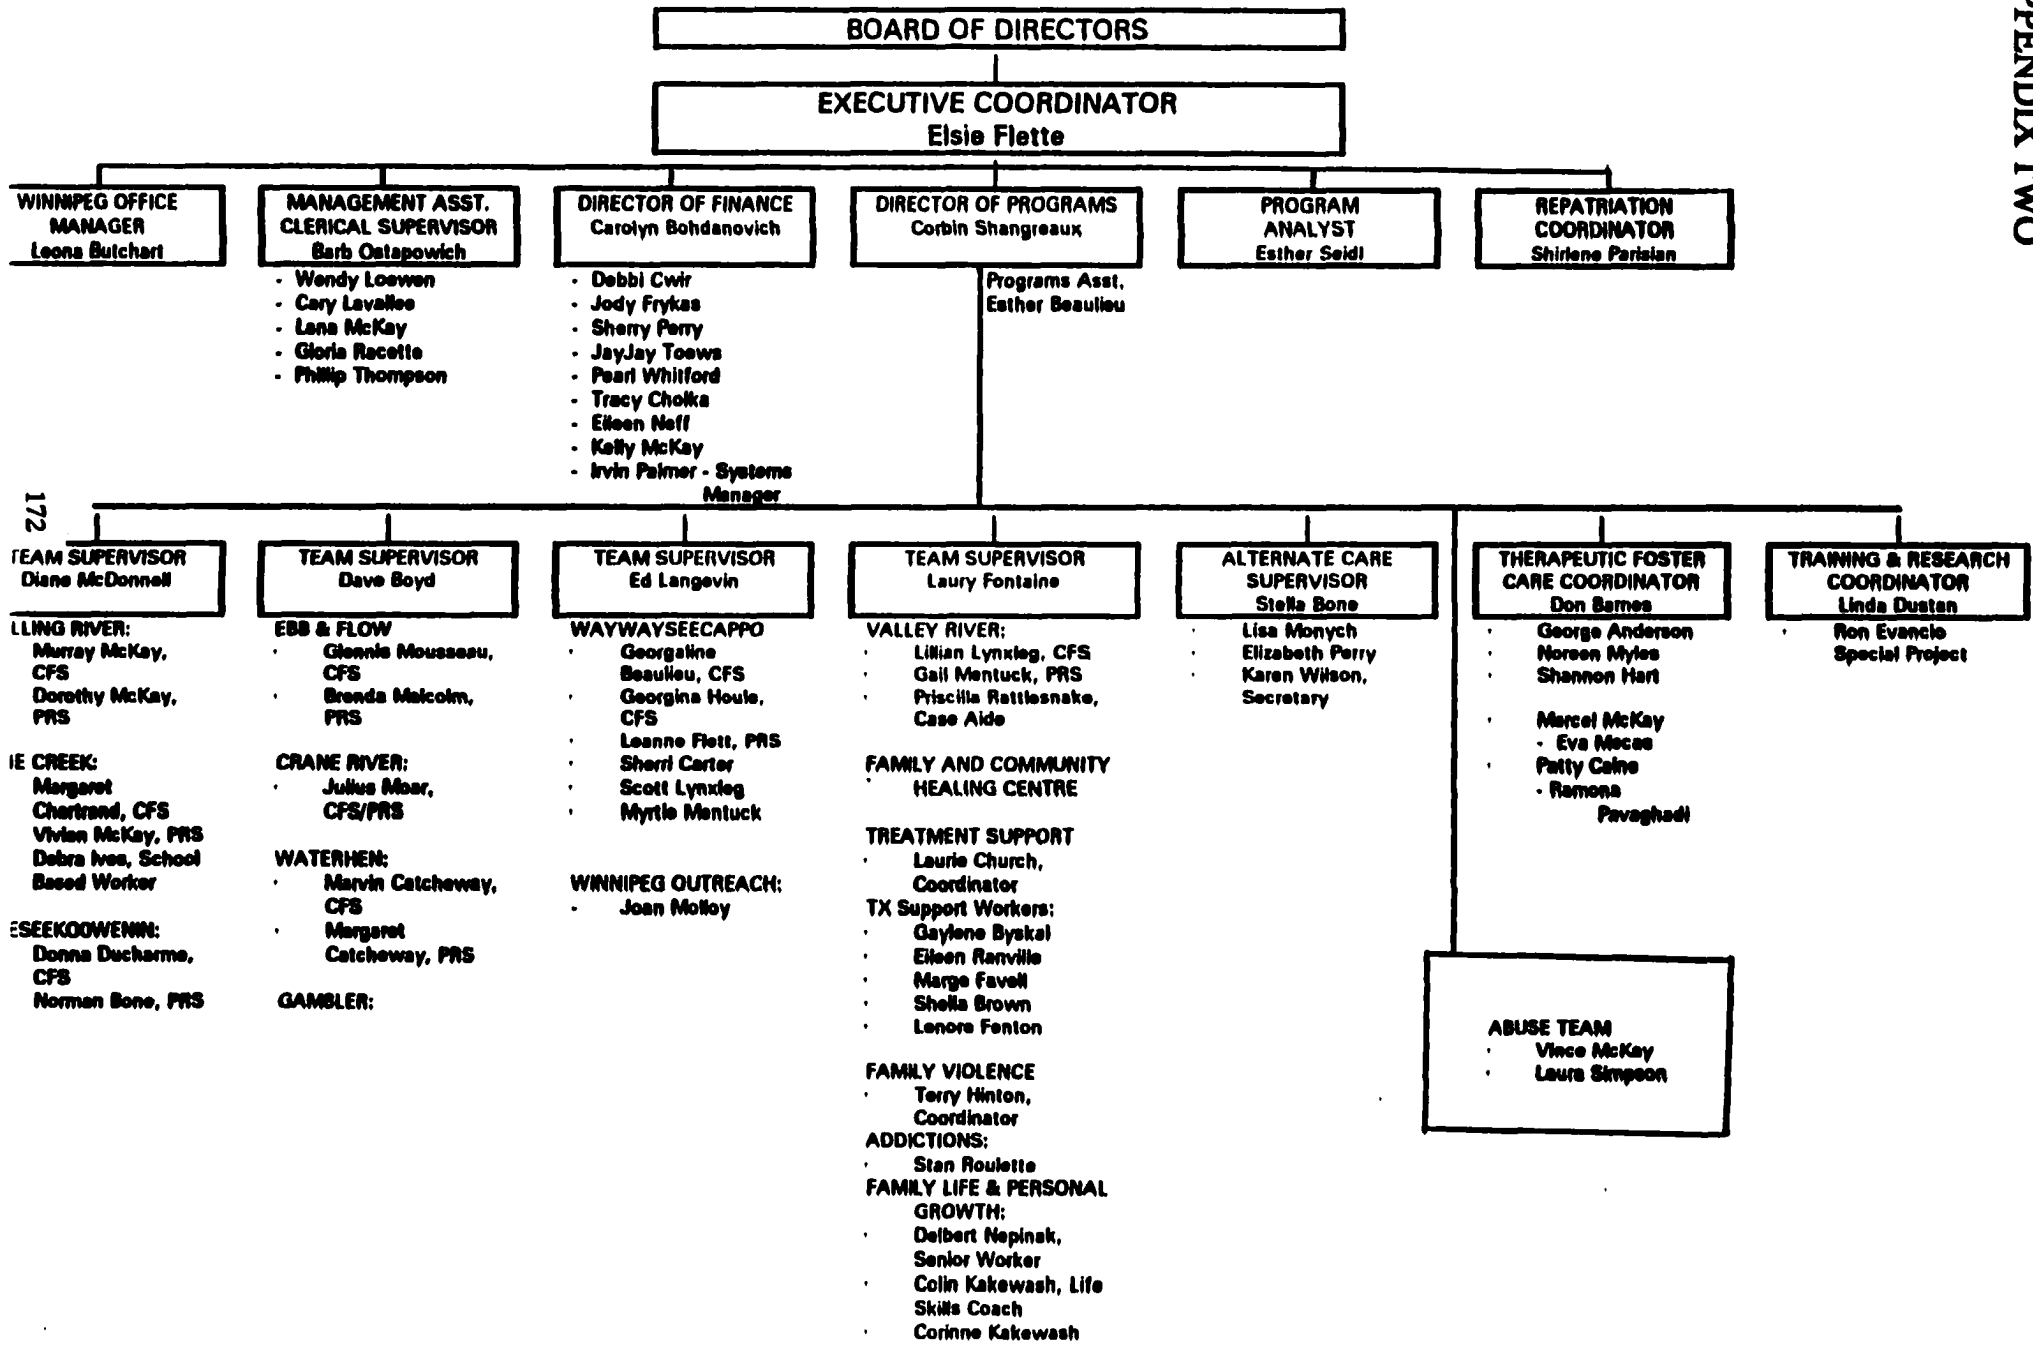 PPENDIX TWO
BOARD OF DIRECTORS
EXECUTIVE COORDINATOR
Elsie Flette
WINNIPEG OFFICE
MANAGER
Leona Butchart
MANAGEMENT ASST.
CLERICAL SUPERVISOR
Barb Ostapowich
- Wendy Loewen
- Cary Lavallee
- Lana McKay
- Gloria Racette
- Phillip Thompson
DIRECTOR OF FINANCE
Carolyn Bohdanovich
- Debbi Cwir
- Jody Frykas
- Sherry Perry
- JayJay Toews
- Pearl Whitford
- Tracy Cholka
- Eileen Neff
- Kelly McKay
- Irvin Palmer - Systems
Manager
DIRECTOR OF PROGRAMS
Corbin Shangreaux
Programs Asst.
Esther Beaulieu
PROGRAM
ANALYST
Esther Seidl
REPATRIATION
COORDINATOR
Shirlene Parisian
172
TEAM SUPERVISOR
Diane McDonnell
LLING RIVER:
Murray McKay,
CFS
Dorothy McKay,
PRS
IE CREEK:
Margaret
Chartrand, CFS
Vivian McKay, PRS
Debra Ives, School
Based Worker
ESEEKOOWENIN:
Donna Ducharme,
CFS
Norman Bone, PRS
TEAM SUPERVISOR
Dave Boyd
EBB & FLOW
· Glennis Mousseau,
CFS
· Brenda Malcolm,
PRS
CRANE RIVER:
· Julius Moar,
CFS/PRS
WATERHEN:
· Marvin Catcheway,
CFS
· Margaret
Catcheway, PRS
GAMBLER:
TEAM SUPERVISOR
Ed Langevin
WAYWAYSEECAPPO
· Georgaline
Beaulieu, CFS
· Georgina Houle,
CFS
· Leanne Flett, PRS
· Sherri Carter
· Scott Lynxleg
· Myrtle Mentuck
WINNIPEG OUTREACH:
· Joan Molloy
TEAM SUPERVISOR
Laury Fontaine
VALLEY RIVER:
· Lillian Lynxleg, CFS
· Gail Mentuck, PRS
· Priscilla Rattlesnake,
Case Aide
FAMILY AND COMMUNITY
HEALING CENTRE
TREATMENT SUPPORT
· Laurie Church,
Coordinator
TX Support Workers:
· Gaylene Byskal
· Eileen Ranville
· Marge Favell
· Sheila Brown
· Lenore Fenton
FAMILY VIOLENCE
· Terry Hinton,
Coordinator
ADDICTIONS:
· Stan Roulette
FAMILY LIFE & PERSONAL
GROWTH:
· Delbert Nepinak,
Senior Worker
· Colin Kakewash, Life
Skills Coach
· Corinne Kakewash
ALTERNATE CARE
SUPERVISOR
Stella Bone
· Lisa Monych
· Elizabeth Perry
· Karen Wilson,
Secretary
THERAPEUTIC FOSTER
CARE COORDINATOR
Don Barnes
· George Anderson
· Noreen Myles
· Shannon Hart
· Marcel McKay
- Eva Mecas
· Patty Caine
- Ramona
Pavaghadi
TRAINING & RESEARCH
COORDINATOR
Linda Dustan
· Ron Evancio
Special Project
ABUSE TEAM
· Vince McKay
· Laura Simpson